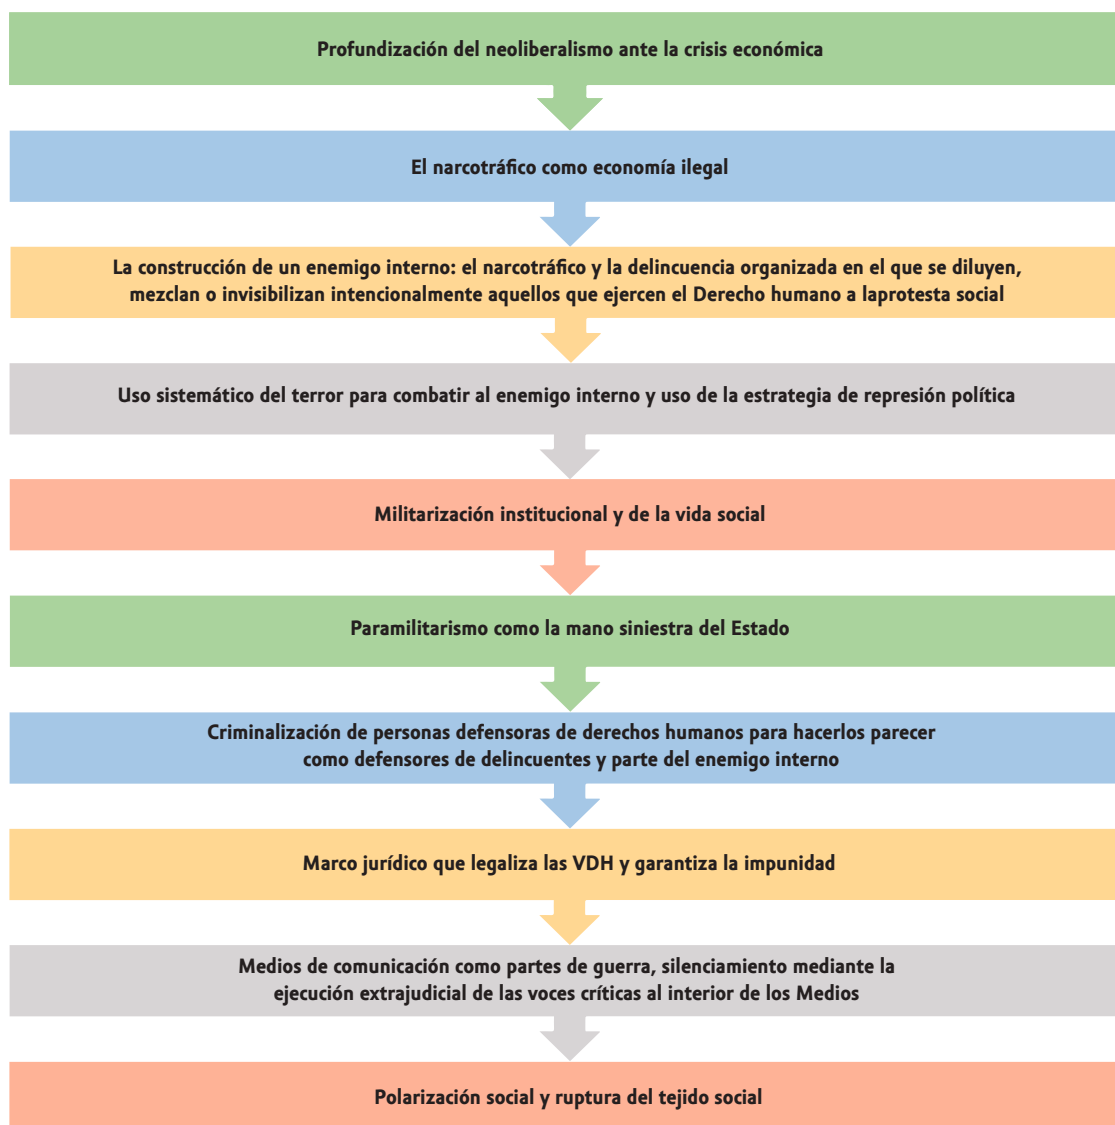 Profundización del neoliberalismo ante la crisis económica
El narcotráfico como economía ilegal
La construcción de un enemigo interno: el narcotráfico y la delincuencia organizada en el que se diluyen,
mezclan o invisibilizan intencionalmente aquellos que ejercen el Derecho humano a laprotesta social
Uso sistemático del terror para combatir al enemigo interno y uso de la estrategia de represión política
Militarización institucional y de la vida social
Paramilitarismo como la mano siniestra del Estado
Criminalización de personas defensoras de derechos humanos para hacerlos parecer
como defensores de delincuentes y parte del enemigo interno
Marco jurídico que legaliza las VDH y garantiza la impunidad
Medios de comunicación como partes de guerra, silenciamiento mediante la
ejecución extrajudicial de las voces críticas al interior de los Medios
Polarización social y ruptura del tejido social